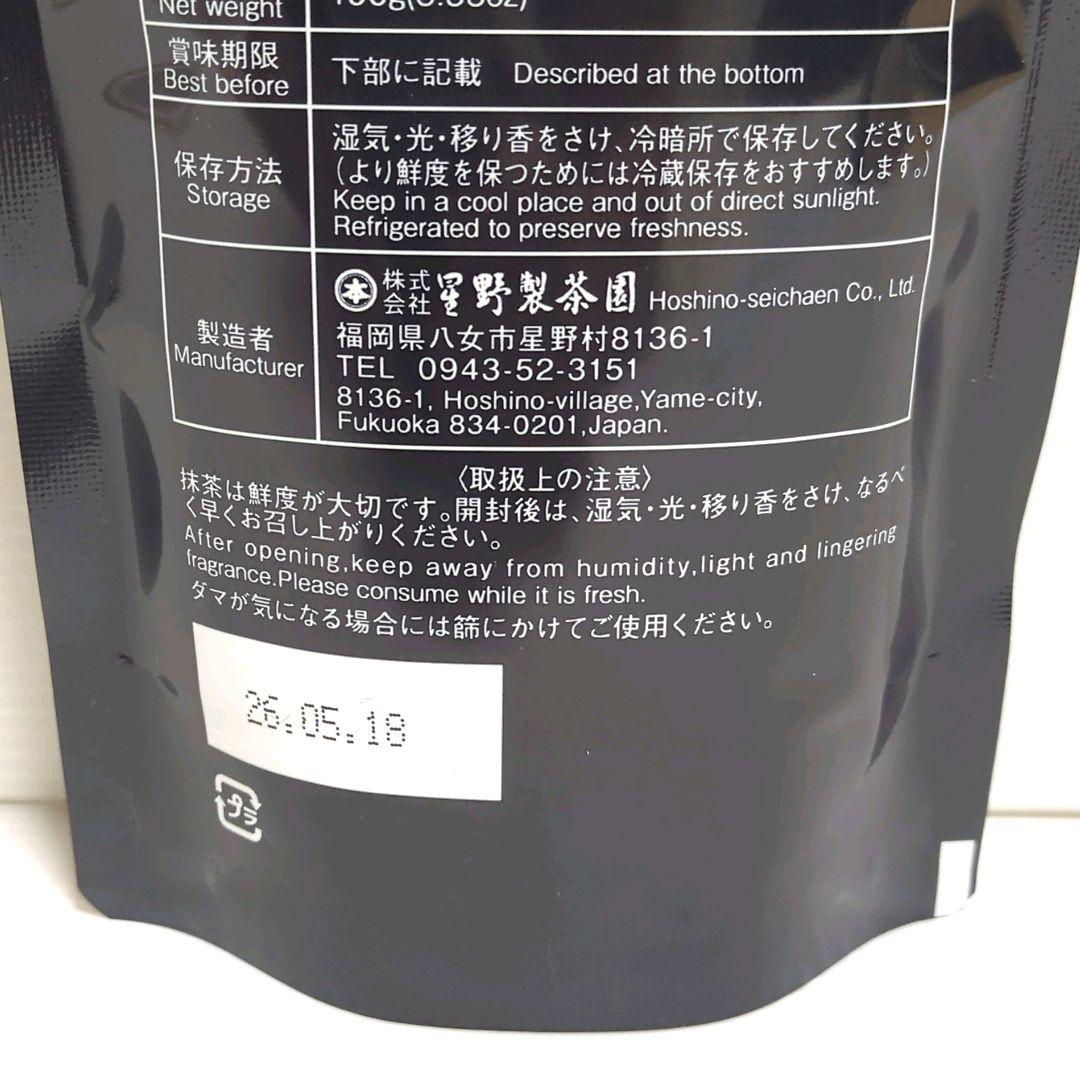 Net weight
賞味期限
Best before
下部に記載 Described at the bottom
保存方法
Storage
湿気・光・移り香をさけ、冷暗所で保存してください。
(より鮮度を保つためには冷蔵保存をおすすめします。)
Keep in a cool place and out of direct sunlight.
Refrigerated to preserve freshness.
製造者
Manufacturer
本 株式会社 星野製茶園 Hoshino-seichaen Co., Ltd.
福岡県八女市星野村8136-1
TEL 0943-52-3151
8136-1, Hoshino-village,Yame-city,
Fukuoka 834-0201,Japan.
〈取扱上の注意〉
抹茶は鮮度が大切です。開封後は、湿気・光・移り香をさけ、なるべ
く早くお召し上がりください。
After opening,keep away from humidity,light and lingering
fragrance.Please consume while it is fresh.
ダマが気になる場合には篩にかけてご使用ください。
26.05.18
プラ